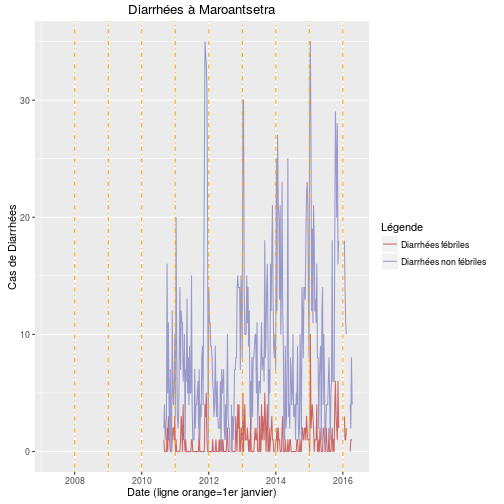 Diarrhées à Maroantsetra
Cas de Diarrhées
30
20
10
0
2008
2010
2012
2014
2016
Date (ligne orange=1er janvier)
Légende
Diarrhées fébriles
Diarrhées non fébriles